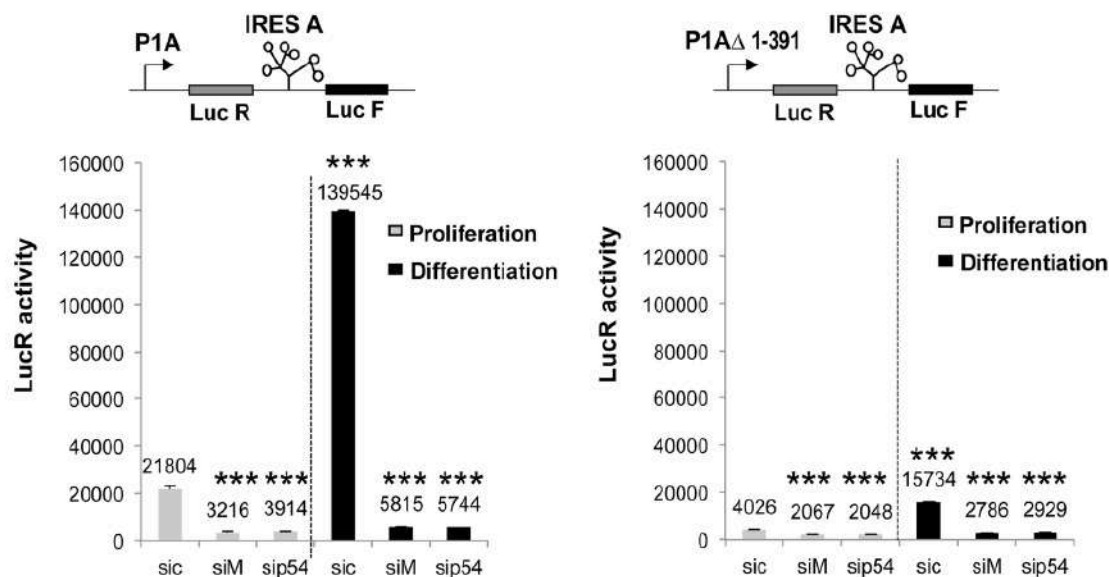 IRES A
P1A
Luc R
Luc F
LucR activity
160000
140000
120000
100000
80000
60000
40000
20000
0
***
139545
Proliferation
Differentiation
21804
*** ***
3216 3914
*** ***
5815 5744
sic siM sip54 sic siM sip54
IRES A
P1AΔ 1-391
Luc R
Luc F
LucR activity
160000
140000
120000
100000
80000
60000
40000
20000
0
Proliferation
Differentiation
4026
*** ***
2067 2048
***
15734
*** ***
2786 2929
sic siM sip54 sic siM sip54